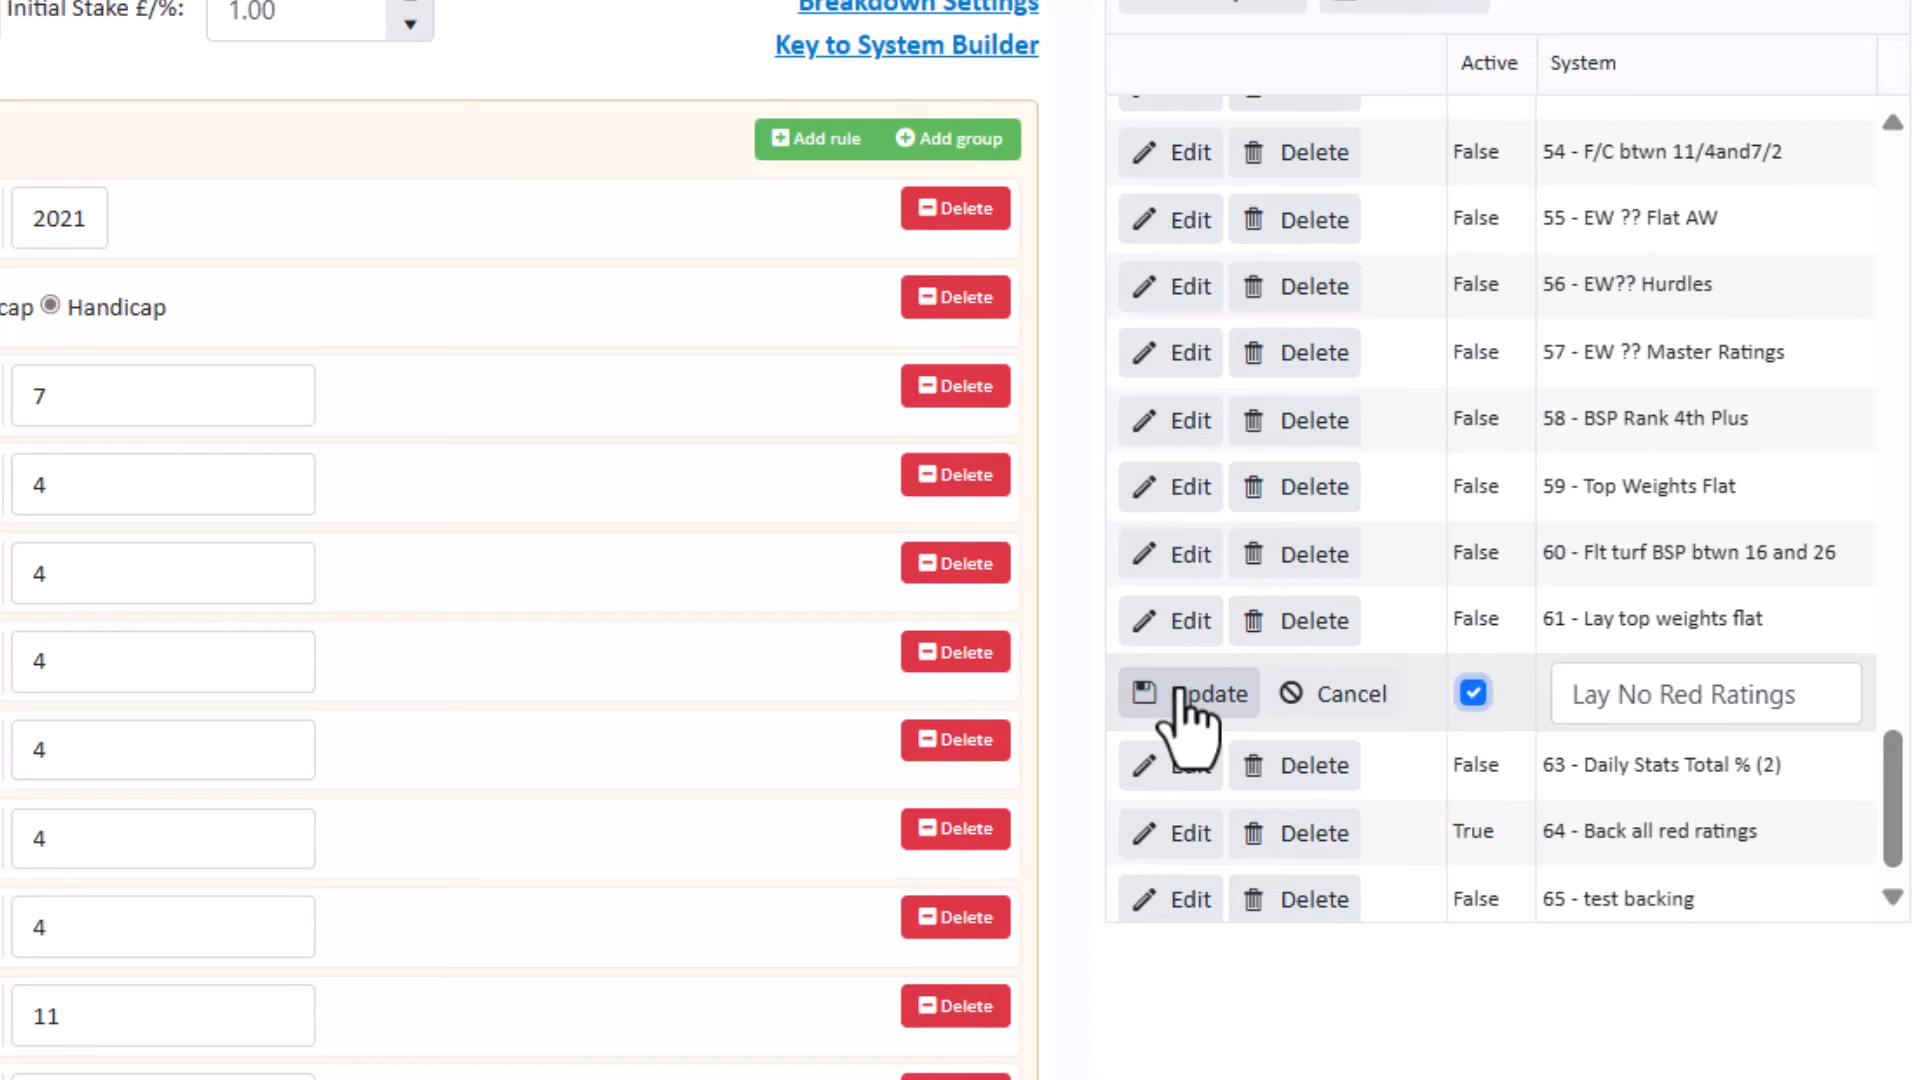 Initial Stake £/%:
1.00
Breakdown Settings
Key to System Builder
Add rule
Add group
2021
Delete
cap Handicap
Delete
7
Delete
4
Delete
4
Delete
4
Delete
4
Delete
4
Delete
4
Delete
11
Delete
Active System
Edit Delete False 54 - F/C btwn 11/4and7/2
Edit Delete False 55 - EW ?? Flat AW
Edit Delete False 56 - EW?? Hurdles
Edit Delete False 57 - EW ?? Master Ratings
Edit Delete False 58 - BSP Rank 4th Plus
Edit Delete False 59 - Top Weights Flat
Edit Delete False 60 - Flt turf BSP btwn 16 and 26
Edit Delete False 61 - Lay top weights flat
Update Cancel Lay No Red Ratings
Edit Delete False 63 - Daily Stats Total % (2)
Edit Delete True 64 - Back all red ratings
Edit Delete False 65 - test backing